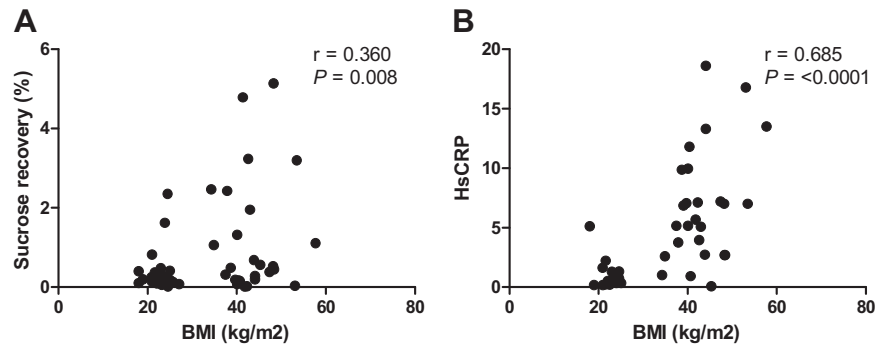 A
r = 0.360
P = 0.008
Sucrose recovery (%)
6
4
2
0
0 20 40 60 80
BMI (kg/m2)
B
r = 0.685
P = <0.0001
HsCRP
20
15
10
5
0
0 20 40 60 80
BMI (kg/m2)